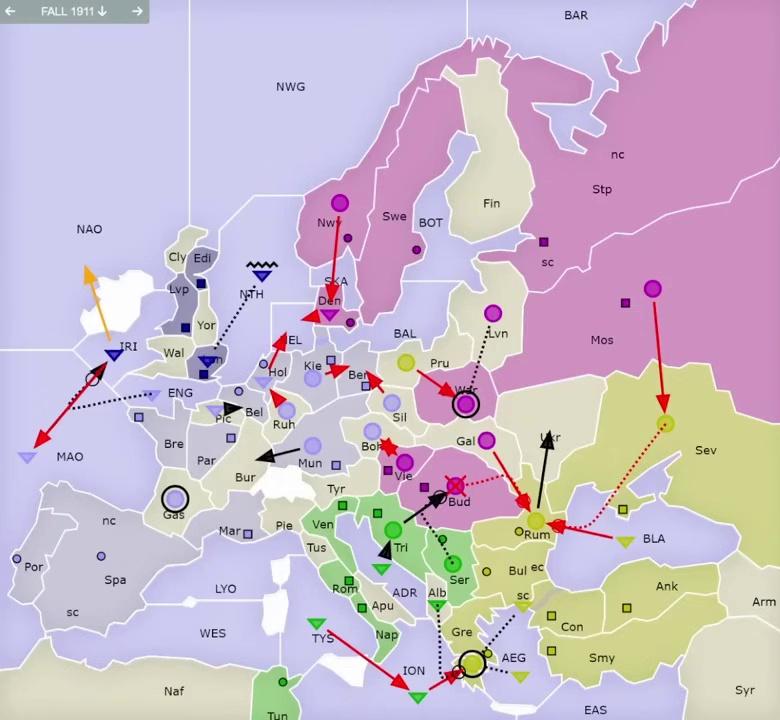 FALL 1911
BAR
NWG
nc
Stp
Fin
NAO
Nwy
Swe
BOT
Cly
Edi
sc
SKA
Lvp
NTH
Den
Yor
Lvn
Mos
IRI
Wal
BAL
Kie
Pru
Hol
Ber
ENG
War
Bel
Sil
Pic
Ruh
Gal
Ukr
Bre
Boh
Sev
MAO
Par
Mun
Vie
Bur
Bud
Tyr
Gas
nc
Ven
Rum
Mar
Pie
BLA
Tus
Tri
Por
Spa
Ser
Bul
ec
Ank
LYO
Rom
ADR
Alb
sc
Arm
sc
Apu
Con
WES
Nap
Gre
TYS
Smy
AEG
ION
Naf
Syr
EAS
Tun